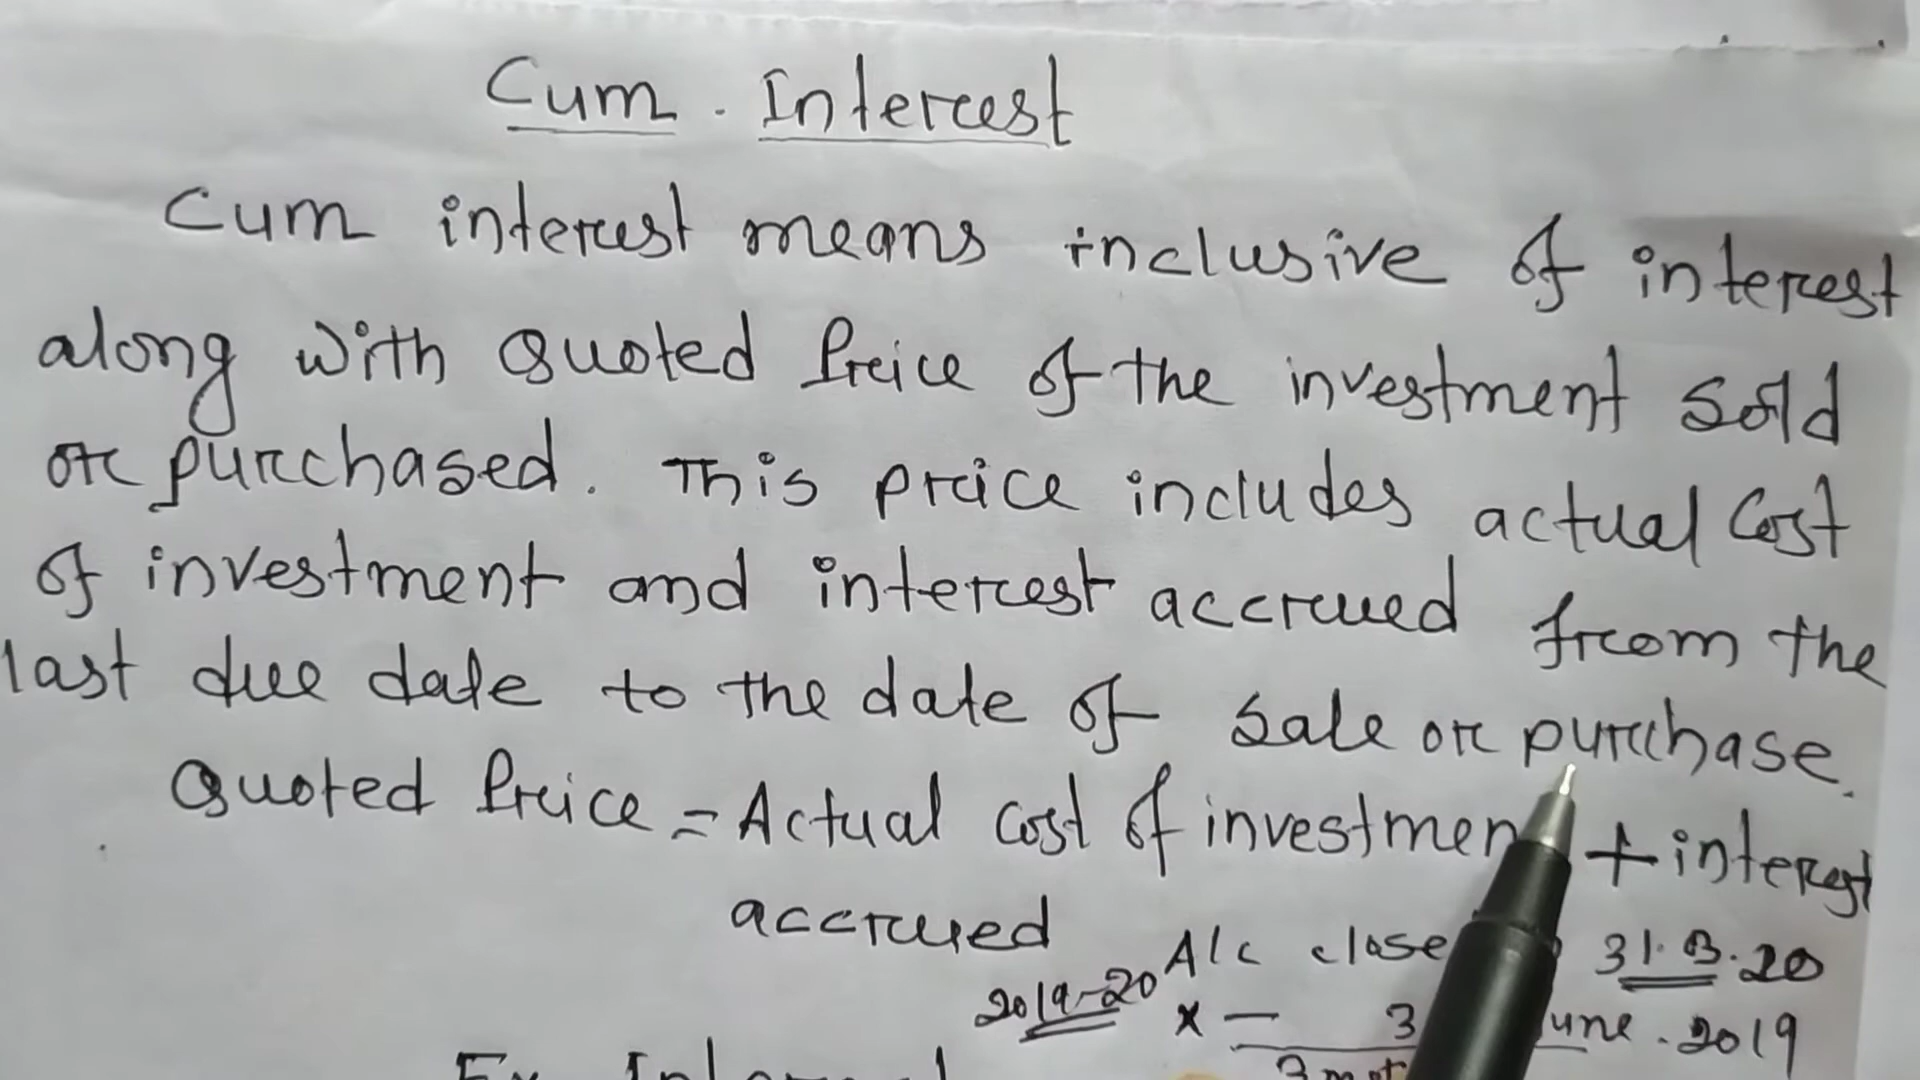 Cum. Interest
Cum interest means inclusive of interest
along with quoted Price of the investment sold
or purchased. This price includes actual cost
of investment and interest accrued from the
last due date to the date of sale or purchase.
Quoted Price = Actual cost of investment + interest
accrued
A/c close 31.3.20
2019-20
x — 3 une. 2019
3
Ex Interest